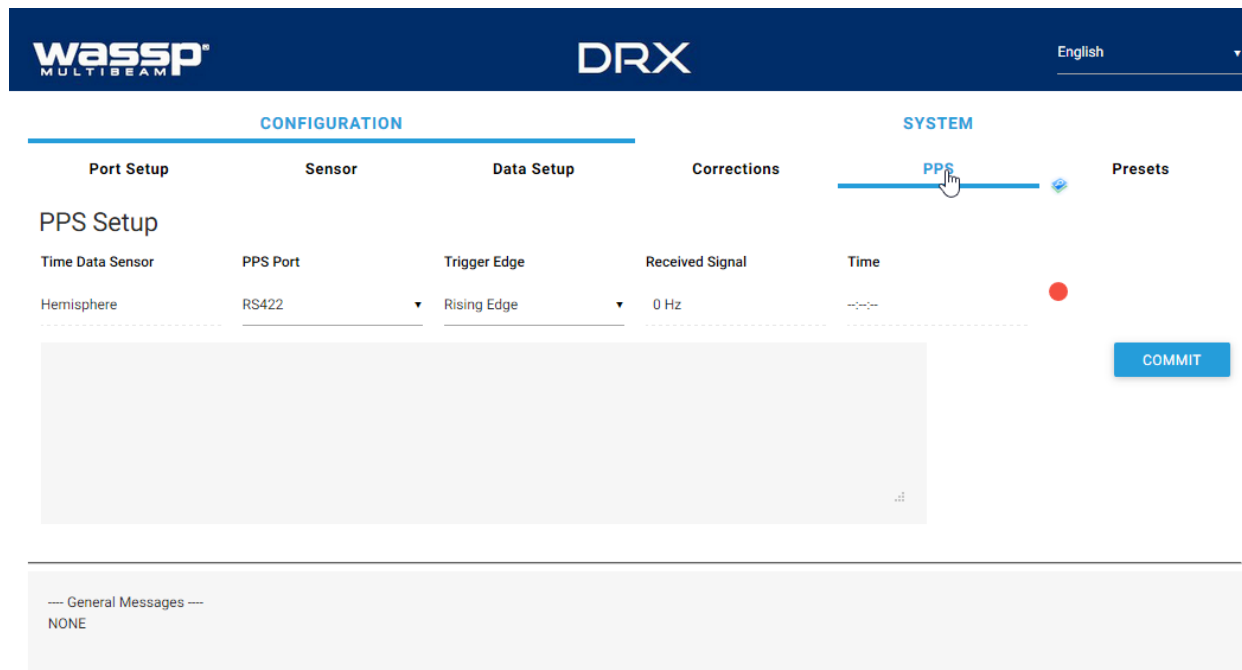 wassp®
MULTIBEAM
DRX
English
CONFIGURATION
SYSTEM
Port Setup
Sensor
Data Setup
Corrections
PPS
Presets
PPS Setup
Time Data Sensor
PPS Port
Trigger Edge
Received Signal
Time
Hemisphere
RS422
Rising Edge
0 Hz
--:--:--
COMMIT
---- General Messages ----
NONE